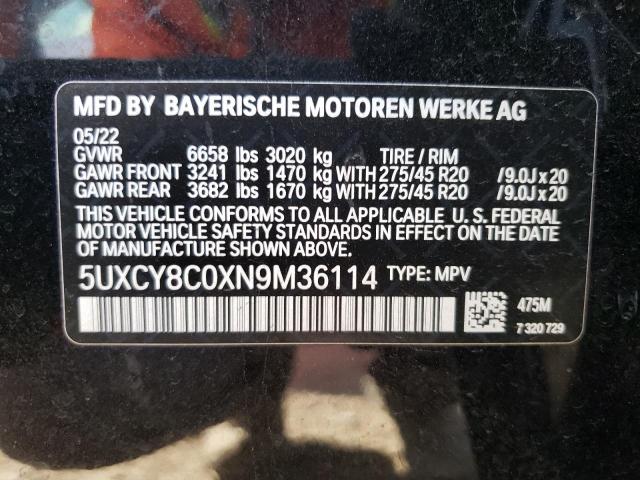 MFD BY BAYERISCHE MOTOREN WERKE AG
05/22
GVWR 6658 lbs 3020 kg TIRE / RIM
GAWR FRONT 3241 lbs 1470 kg WITH 275/45 R20 /9.0J x 20
GAWR REAR 3682 lbs 1670 kg WITH 275/45 R20 /9.0J x 20
THIS VEHICLE CONFORMS TO ALL APPLICABLE U. S. FEDERAL
MOTOR VEHICLE SAFETY STANDARDS IN EFFECT ON THE DATE
OF MANUFACTURE SHOWN ABOVE.
5UXCY8C0XN9M36114 TYPE: MPV
475M
7 320 729